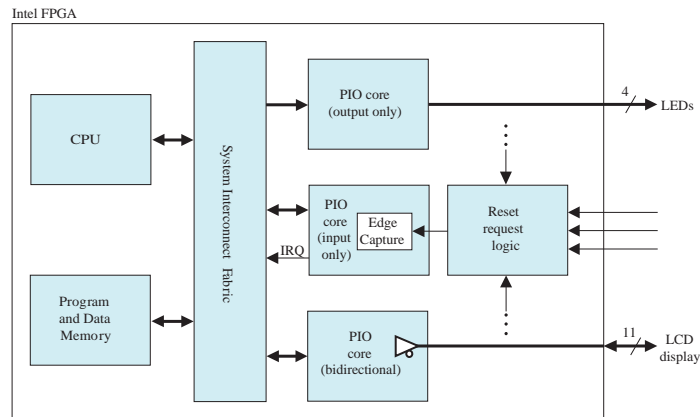 Intel FPGA
CPU
Program
and Data
Memory
System Interconnect Fabric
PIO core
(output only)
4
LEDs
PIO
core
(input
only)
Edge
Capture
IRQ
Reset
request
logic
PIO
core
(bidirectional)
11
LCD
display